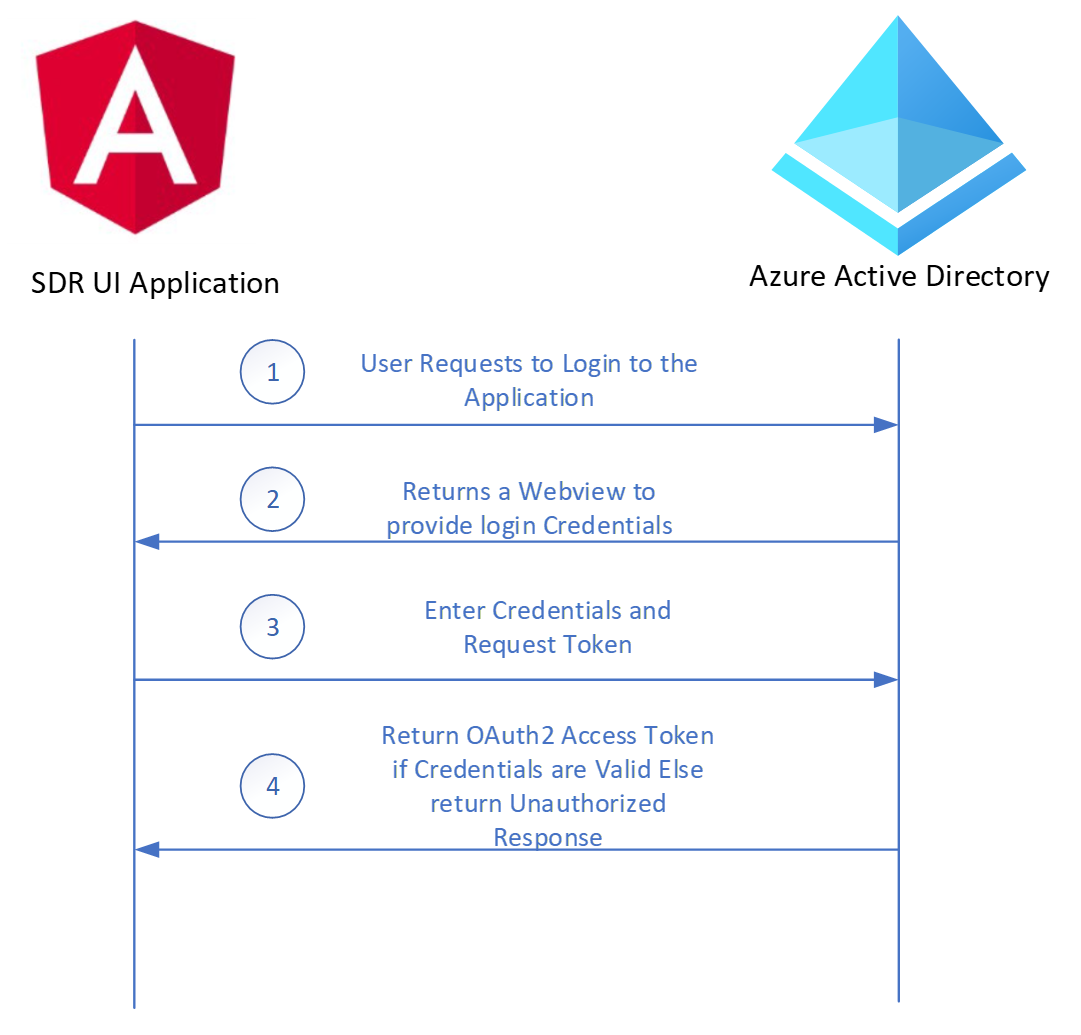 SDR UI Application
Azure Active Directory
1
User Requests to Login to the
Application
2
Returns a Webview to
provide login Credentials
3
Enter Credentials and
Request Token
4
Return OAuth2 Access Token
if Credentials are Valid Else
return Unauthorized
Response